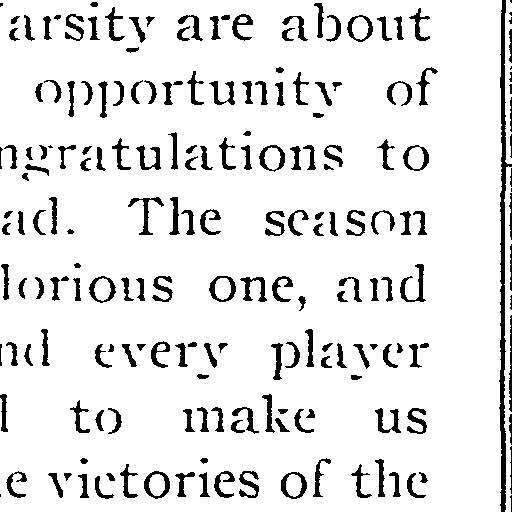 arsity are about
opportunity of
ngratulations to
ad. The season
lorious one, and
nd every player
l to make us
e victories of the